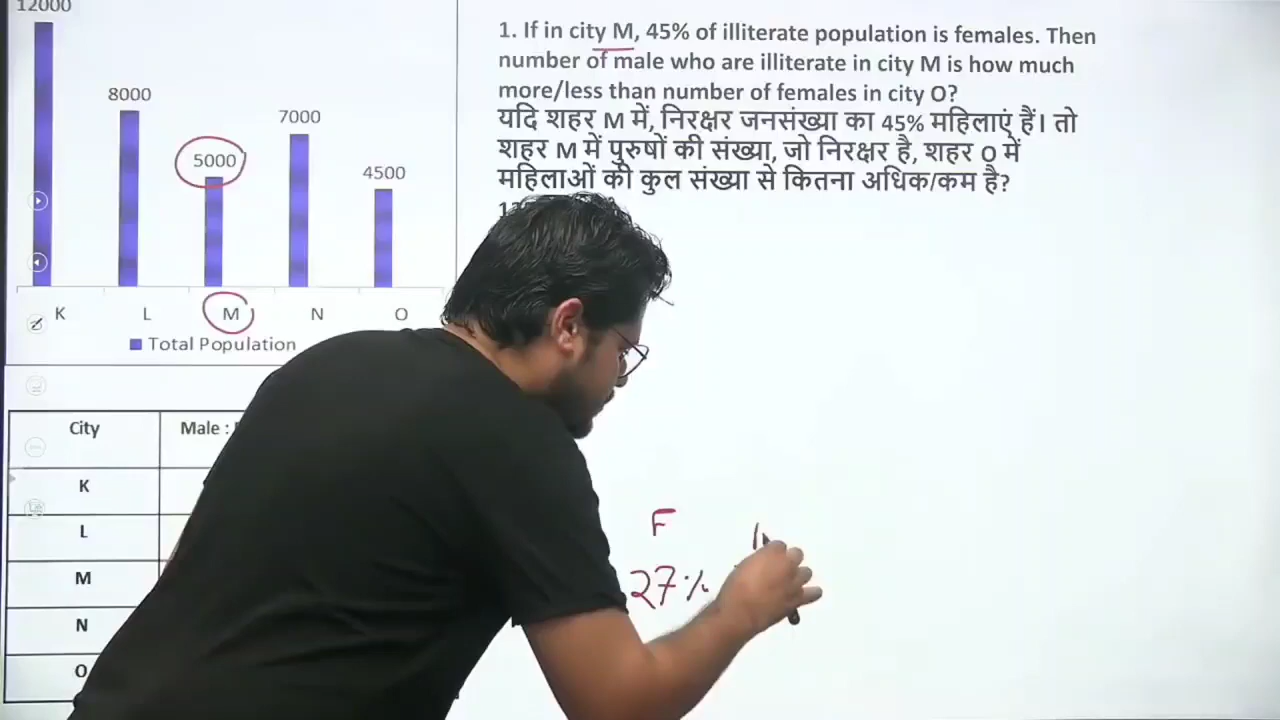 12000
8000
7000
5000
4500
K L M N O
Total Population
1. If in city M, 45% of illiterate population is females. Then
number of male who are illiterate in city M is how much
more/less than number of females in city O?
यदि शहर M में, निरक्षर जनसंख्या का 45% महिलाएं हैं। तो
शहर M में पुरुषों की संख्या, जो निरक्षर है, शहर O में
महिलाओं की कुल संख्या से कितना अधिक/कम है?
City Male :
K
L
M
N
O
F
27%